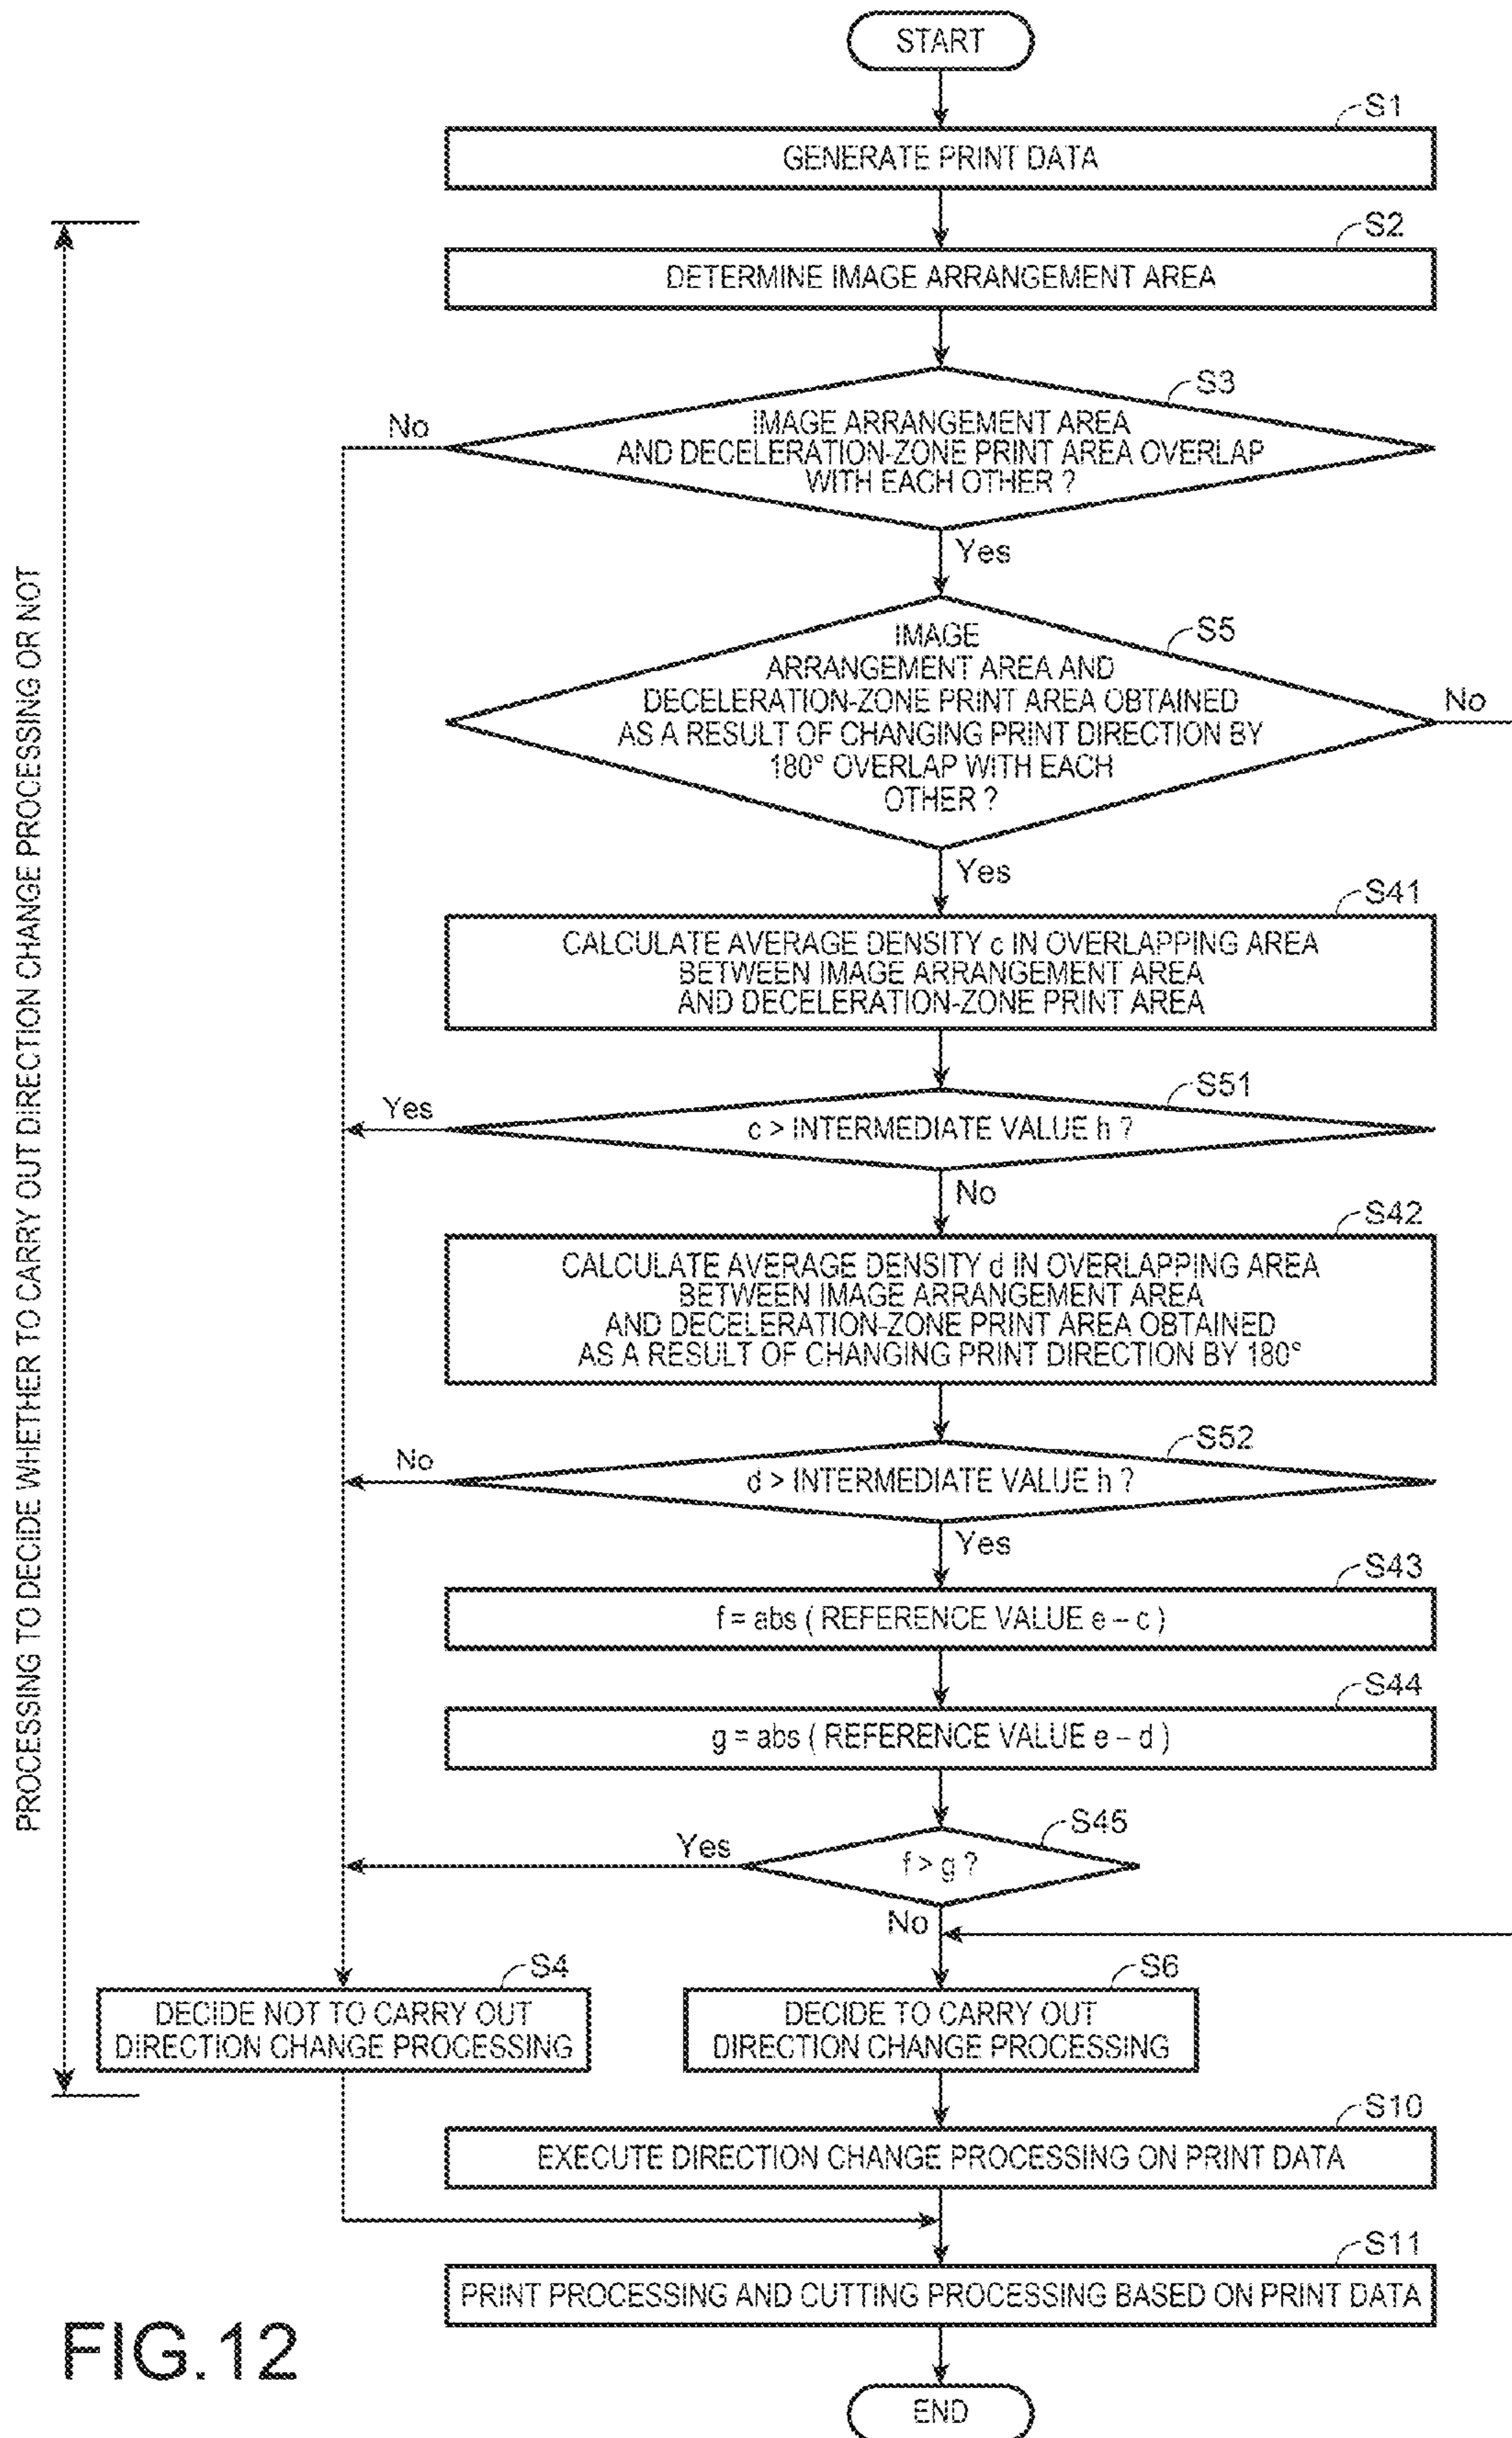 START
S1
GENERATE PRINT DATA
S2
DETERMINE IMAGE ARRANGEMENT AREA
S3
No
IMAGE ARRANGEMENT AREA
AND DECELERATION-ZONE PRINT AREA OVERLAP
WITH EACH OTHER ?
Yes
S5
IMAGE
ARRANGEMENT AREA AND
DECELERATION-ZONE PRINT AREA OBTAINED
AS A RESULT OF CHANGING PRINT DIRECTION BY
180° OVERLAP WITH EACH
OTHER ?
No
Yes
S41
CALCULATE AVERAGE DENSITY c IN OVERLAPPING AREA
BETWEEN IMAGE ARRANGEMENT AREA
AND DECELERATION-ZONE PRINT AREA
S51
Yes
c > INTERMEDIATE VALUE h ?
No
S42
CALCULATE AVERAGE DENSITY d IN OVERLAPPING AREA
BETWEEN IMAGE ARRANGEMENT AREA
AND DECELERATION-ZONE PRINT AREA OBTAINED
AS A RESULT OF CHANGING PRINT DIRECTION BY 180°
S52
No
d > INTERMEDIATE VALUE h ?
Yes
S43
f = abs ( REFERENCE VALUE e – c )
S44
g = abs ( REFERENCE VALUE e – d )
S45
Yes
f > g ?
No
S4
DECIDE NOT TO CARRY OUT
DIRECTION CHANGE PROCESSING
S6
DECIDE TO CARRY OUT
DIRECTION CHANGE PROCESSING
S10
EXECUTE DIRECTION CHANGE PROCESSING ON PRINT DATA
S11
PRINT PROCESSING AND CUTTING PROCESSING BASED ON PRINT DATA
END
PROCESSING TO DECIDE WHETHER TO CARRY OUT DIRECTION CHANGE PROCESSING OR NOT
FIG.12